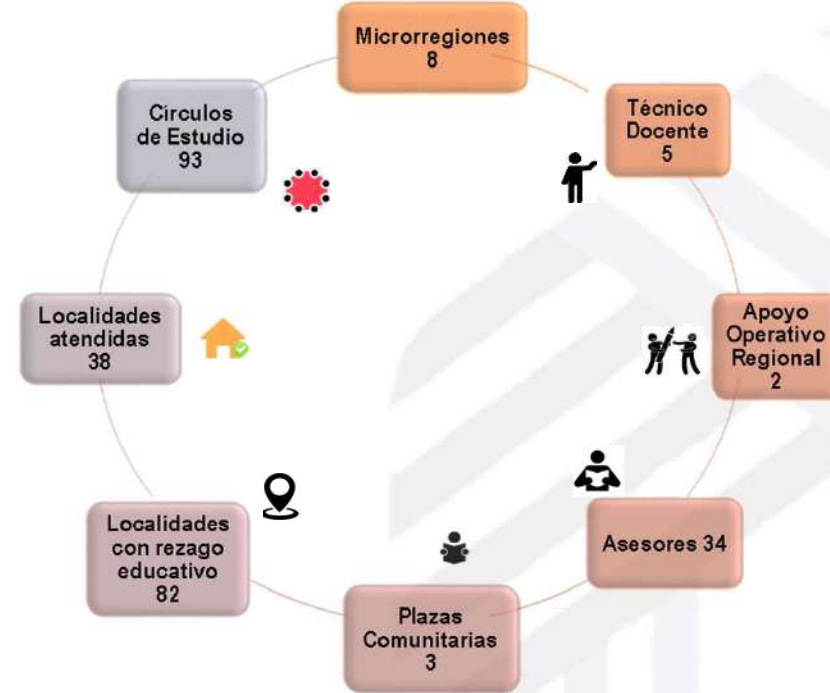 Microrregiones
8
Técnico
Docente
5
Apoyo
Operativo
Regional
2
Asesores 34
Plazas
Comunitarias
3
Localidades
con rezago
educativo
82
Localidades
atendidas
38
Círculos
de Estudio
93